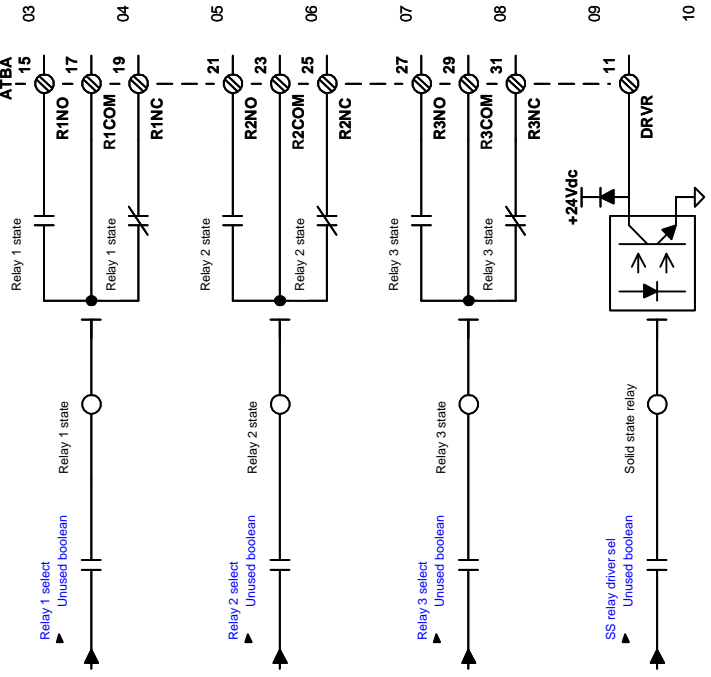 03
04
05
06
07
08
09
10
ATBA
15
17
19
21
23
25
27
29
31
11
R1NO
R1COM
R1NC
R2NO
R2COM
R2NC
R3NO
R3COM
R3NC
DRVR
+24Vdc
Relay 1 state
Relay 1 state
Relay 2 state
Relay 2 state
Relay 3 state
Relay 3 state
Relay 1 state
Relay 2 state
Relay 3 state
Solid state relay
Relay 1 select
Unused boolean
Relay 2 select
Unused boolean
Relay 3 select
Unused boolean
SS relay driver sel
Unused boolean